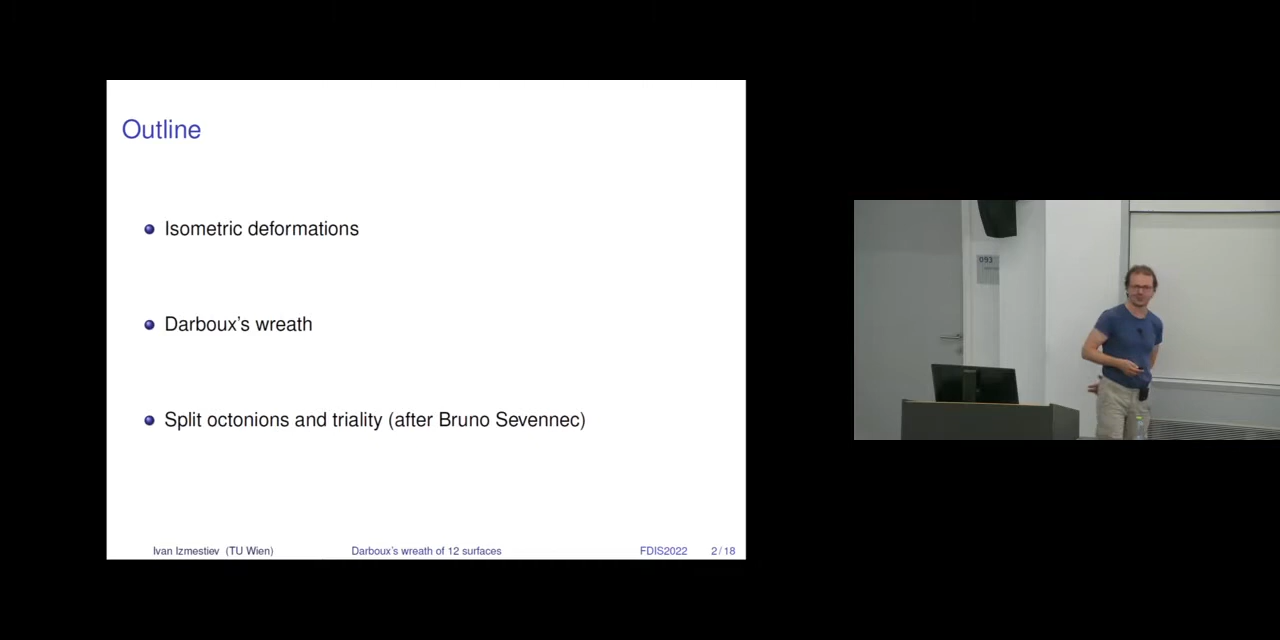 Outline
Isometric deformations
Darboux's wreath
Split octonions and triality (after Bruno Sevennec)
Ivan Izmestiev (TU Wien) Darboux's wreath of 12 surfaces FDIS2022 2 / 18
093